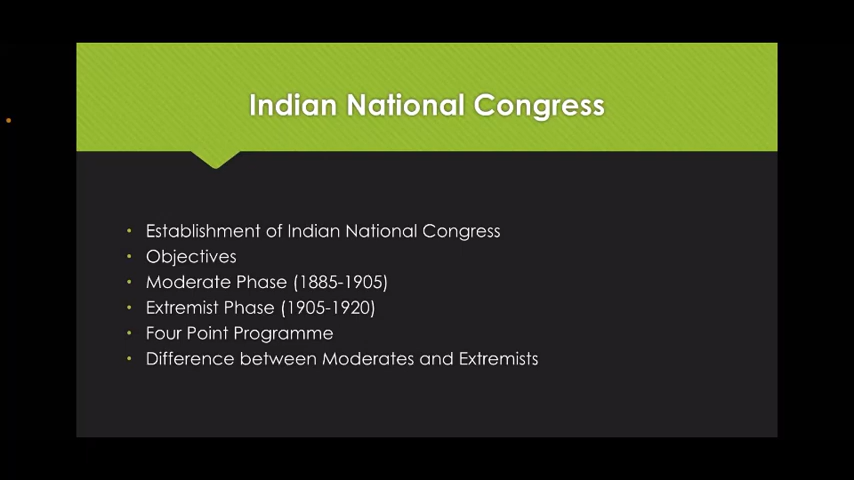 Indian National Congress
• Establishment of Indian National Congress
• Objectives
• Moderate Phase (1885-1905)
• Extremist Phase (1905-1920)
• Four Point Programme
• Difference between Moderates and Extremists